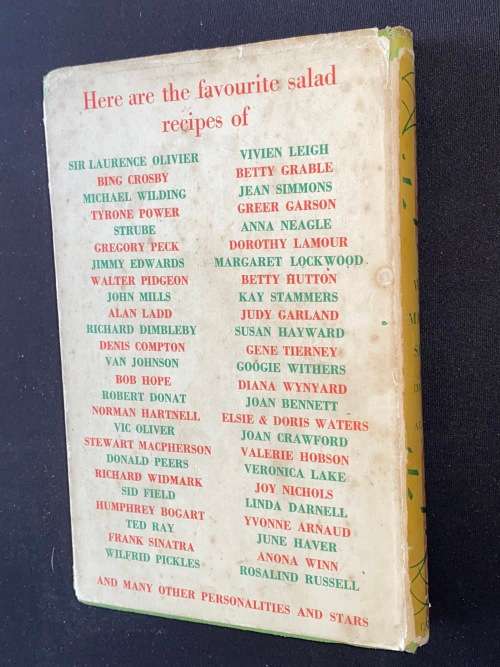 Here are the favourite salad
recipes of
SIR LAURENCE OLIVIER
BING CROSBY
MICHAEL WILDING
TYRONE POWER
STRUBE
GREGORY PECK
JIMMY EDWARDS
WALTER PIDGEON
JOHN MILLS
ALAN LADD
RICHARD DIMBLEBY
DENIS COMPTON
VAN JOHNSON
BOB HOPE
ROBERT DONAT
NORMAN HARTNELL
VIC OLIVER
STEWART MACPHERSON
DONALD PEERS
RICHARD WIDMARK
SID FIELD
HUMPHREY BOGART
TED RAY
FRANK SINATRA
WILFRID PICKLES
VIVIEN LEIGH
BETTY GRABLE
JEAN SIMMONS
GREER GARSON
ANNA NEAGLE
DOROTHY LAMOUR
MARGARET LOCKWOOD
BETTY HUTTON
KAY STAMMERS
JUDY GARLAND
SUSAN HAYWARD
GENE TIERNEY
GOOGIE WITHERS
DIANA WYNYARD
JOAN BENNETT
ELSIE & DORIS WATERS
JOAN CRAWFORD
VALERIE HOBSON
VERONICA LAKE
JOY NICHOLS
LINDA DARNELL
YVONNE ARNAUD
JUNE HAVER
ANONA WINN
ROSALIND RUSSELL
AND MANY OTHER PERSONALITIES AND STARS